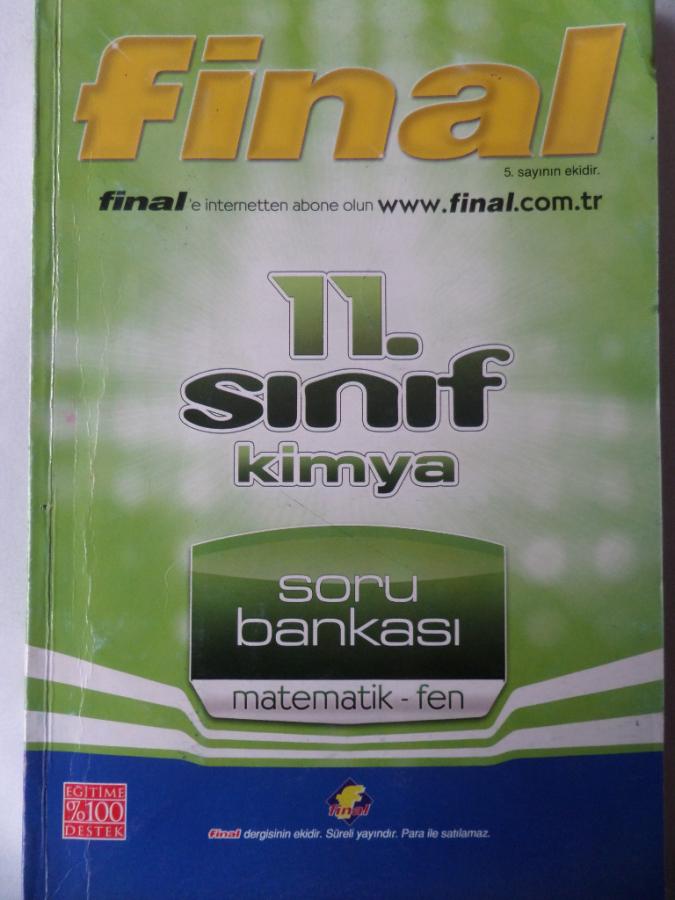 final
5. sayının ekidir.
final'e internetten abone olun www.final.com.tr
11.
sınıf
kimya
soru
bankası
matematik - fen
EĞİTİME
%100
DESTEK
f
final
final dergisinin ekidir. Süreli yayındır. Para ile satılamaz.